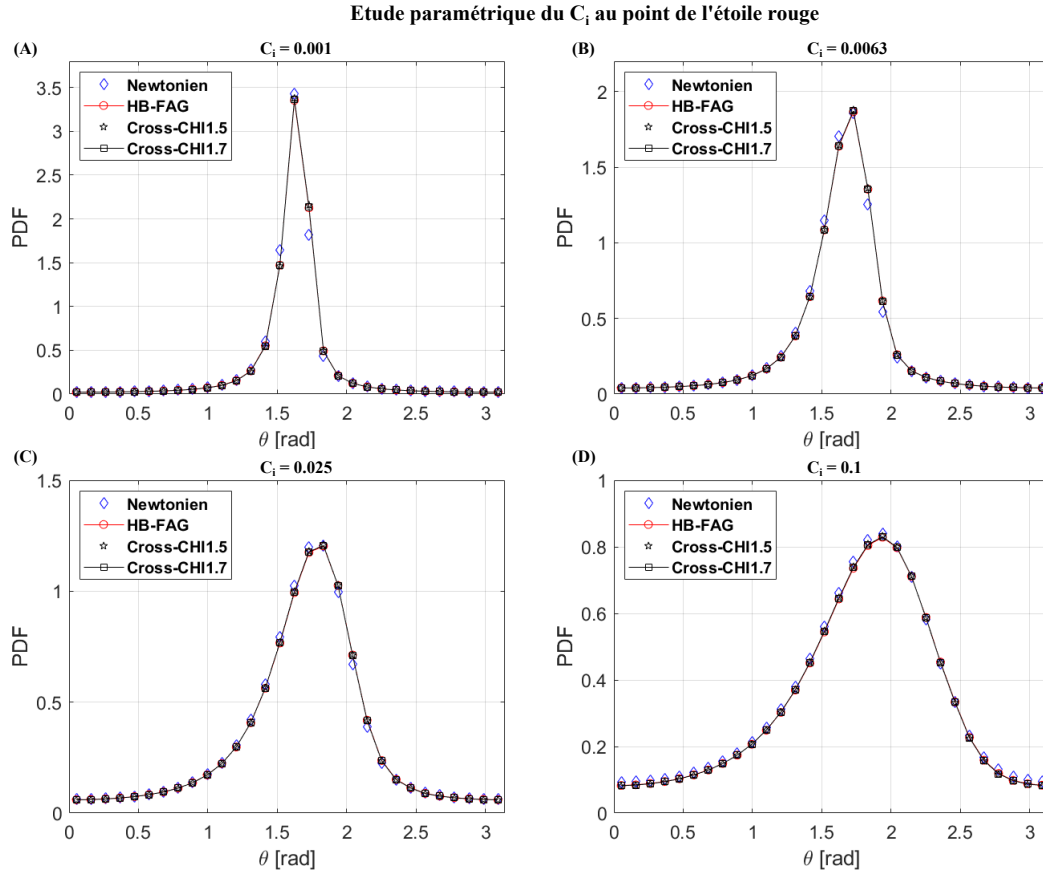 Etude paramétrique du Ci au point de l'étoile rouge
(A)
Ci = 0.001
Newtonien
HB-FAG
Cross-CHI1.5
Cross-CHI1.7
PDF
3.5
3
2.5
2
1.5
1
0.5
0
0 0.5 1 1.5 2 2.5 3
θ [rad]
(B)
Ci = 0.0063
Newtonien
HB-FAG
Cross-CHI1.5
Cross-CHI1.7
PDF
2
1.5
1
0.5
0
0 0.5 1 1.5 2 2.5 3
θ [rad]
(C)
Ci = 0.025
Newtonien
HB-FAG
Cross-CHI1.5
Cross-CHI1.7
PDF
1.5
1
0.5
0
0 0.5 1 1.5 2 2.5 3
θ [rad]
(D)
Ci = 0.1
Newtonien
HB-FAG
Cross-CHI1.5
Cross-CHI1.7
PDF
1
0.8
0.6
0.4
0.2
0
0 0.5 1 1.5 2 2.5 3
θ [rad]